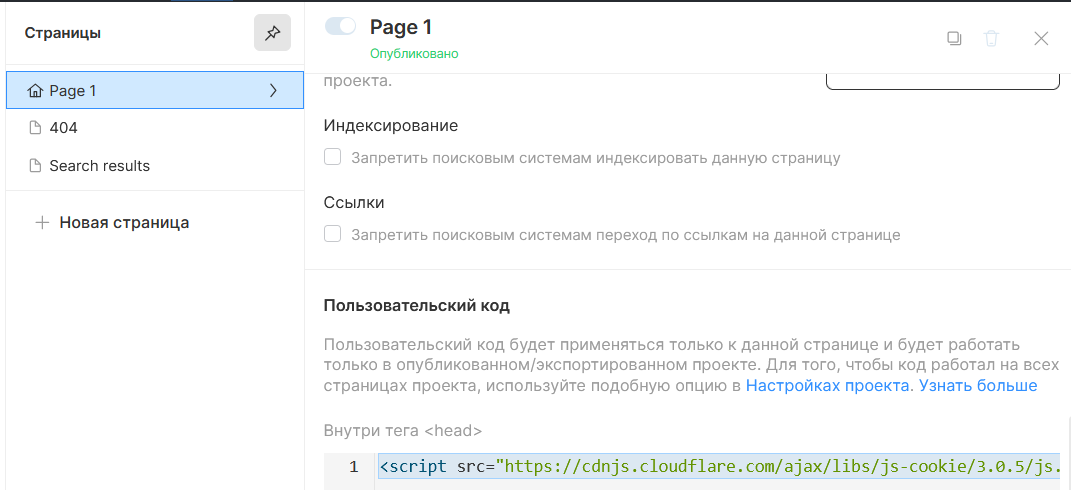 Страницы
Page 1
404
Search results
Новая страница
Page 1
Опубликовано
проекта.
Индексирование
Запретить поисковым системам индексировать данную страницу
Ссылки
Запретить поисковым системам переход по ссылкам на данной странице
Пользовательский код
Пользовательский код будет применяться только к данной странице и будет работать
только в опубликованном/экспортированном проекте. Для того, чтобы код работал на всех
страницах проекта, используйте подобную опцию в Настройках проекта. Узнать больше
Внутри тега <head>
1 <script src="https://cdnjs.cloudflare.com/ajax/libs/js-cookie/3.0.5/js.